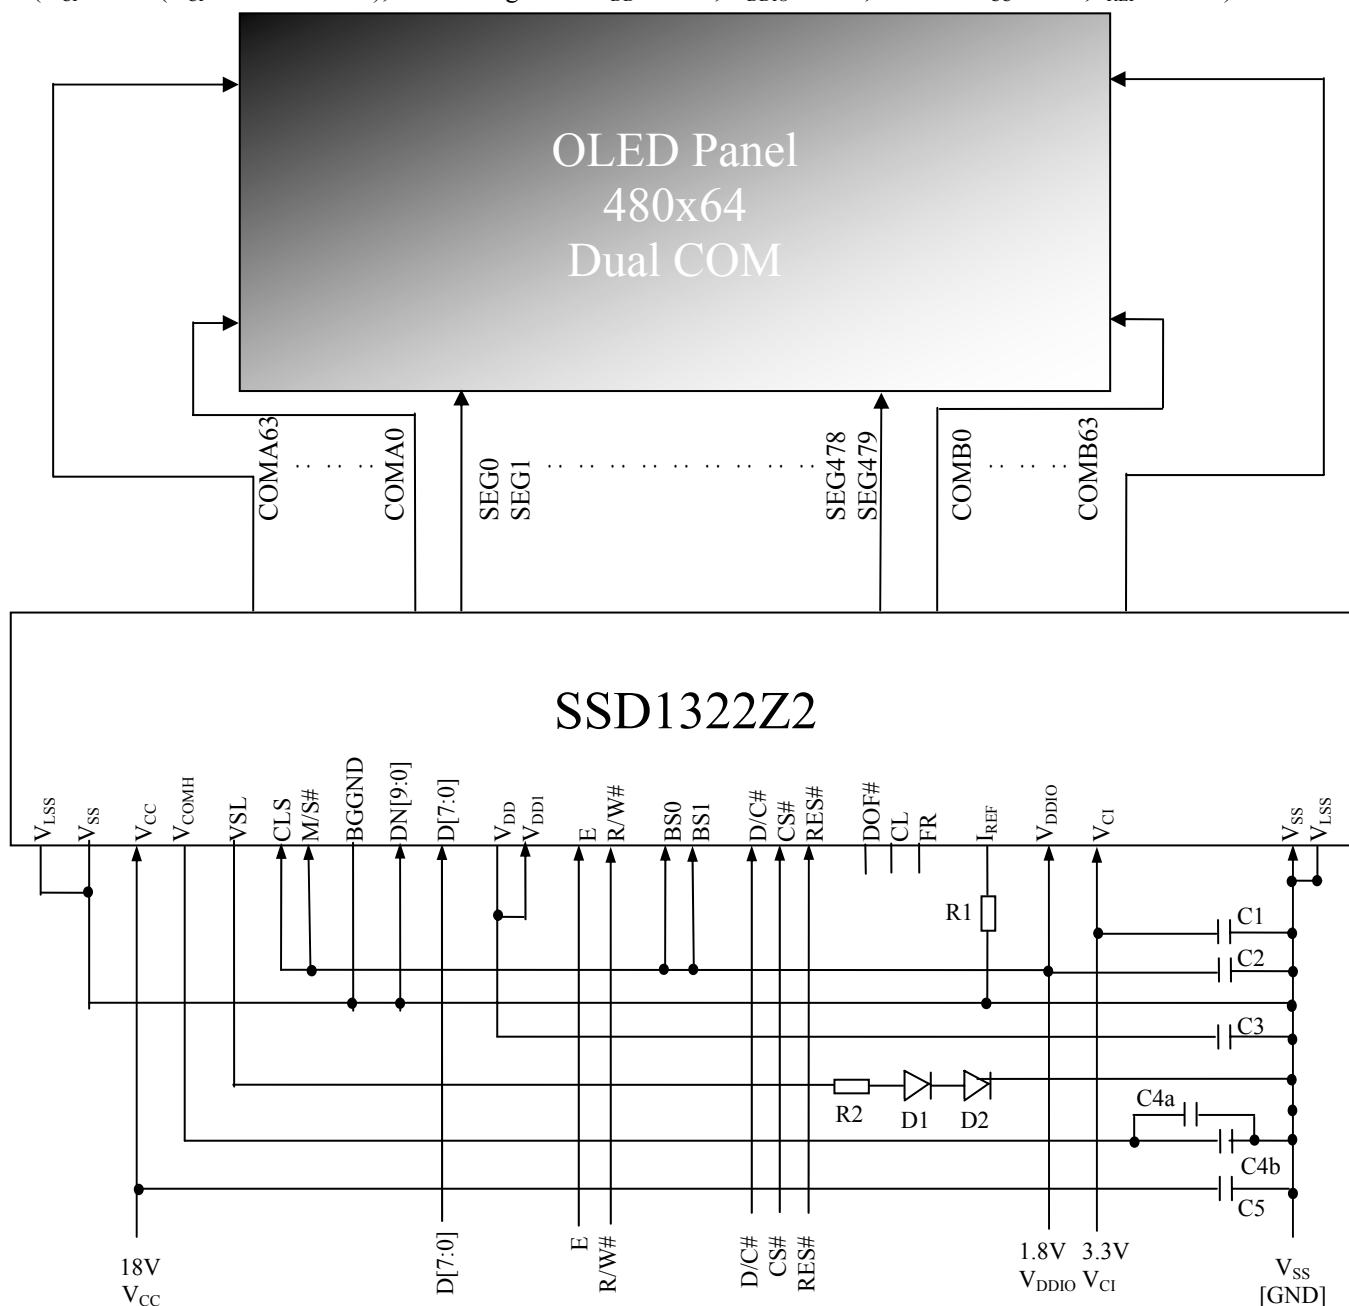 OLED Panel
480x64
Dual COM
COMA63
.. .. ..
COMA0
SEG0
SEG1
.. .. .. .. .. .. .. .. ..
SEG478
SEG479
COMB0
.. .. ..
COMB63
SSD1322Z2
VLSS
VSS
VCC
VCOMH
VSL
CLS
M/S#
BGGND
DN[9:0]
D[7:0]
VDD
VDD1
E
R/W#
BS0
BS1
D/C#
CS#
RES#
DOF#
CL
FR
IREF
VDDIO
VCI
VSS
VLSS
R1
C1
C2
C3
R2
D1
D2
C4a
C4b
C5
18V
VCC
D[7:0]
E
R/W#
D/C#
CS#
RES#
1.8V
VDDIO
3.3V
VCI
VSS
[GND]